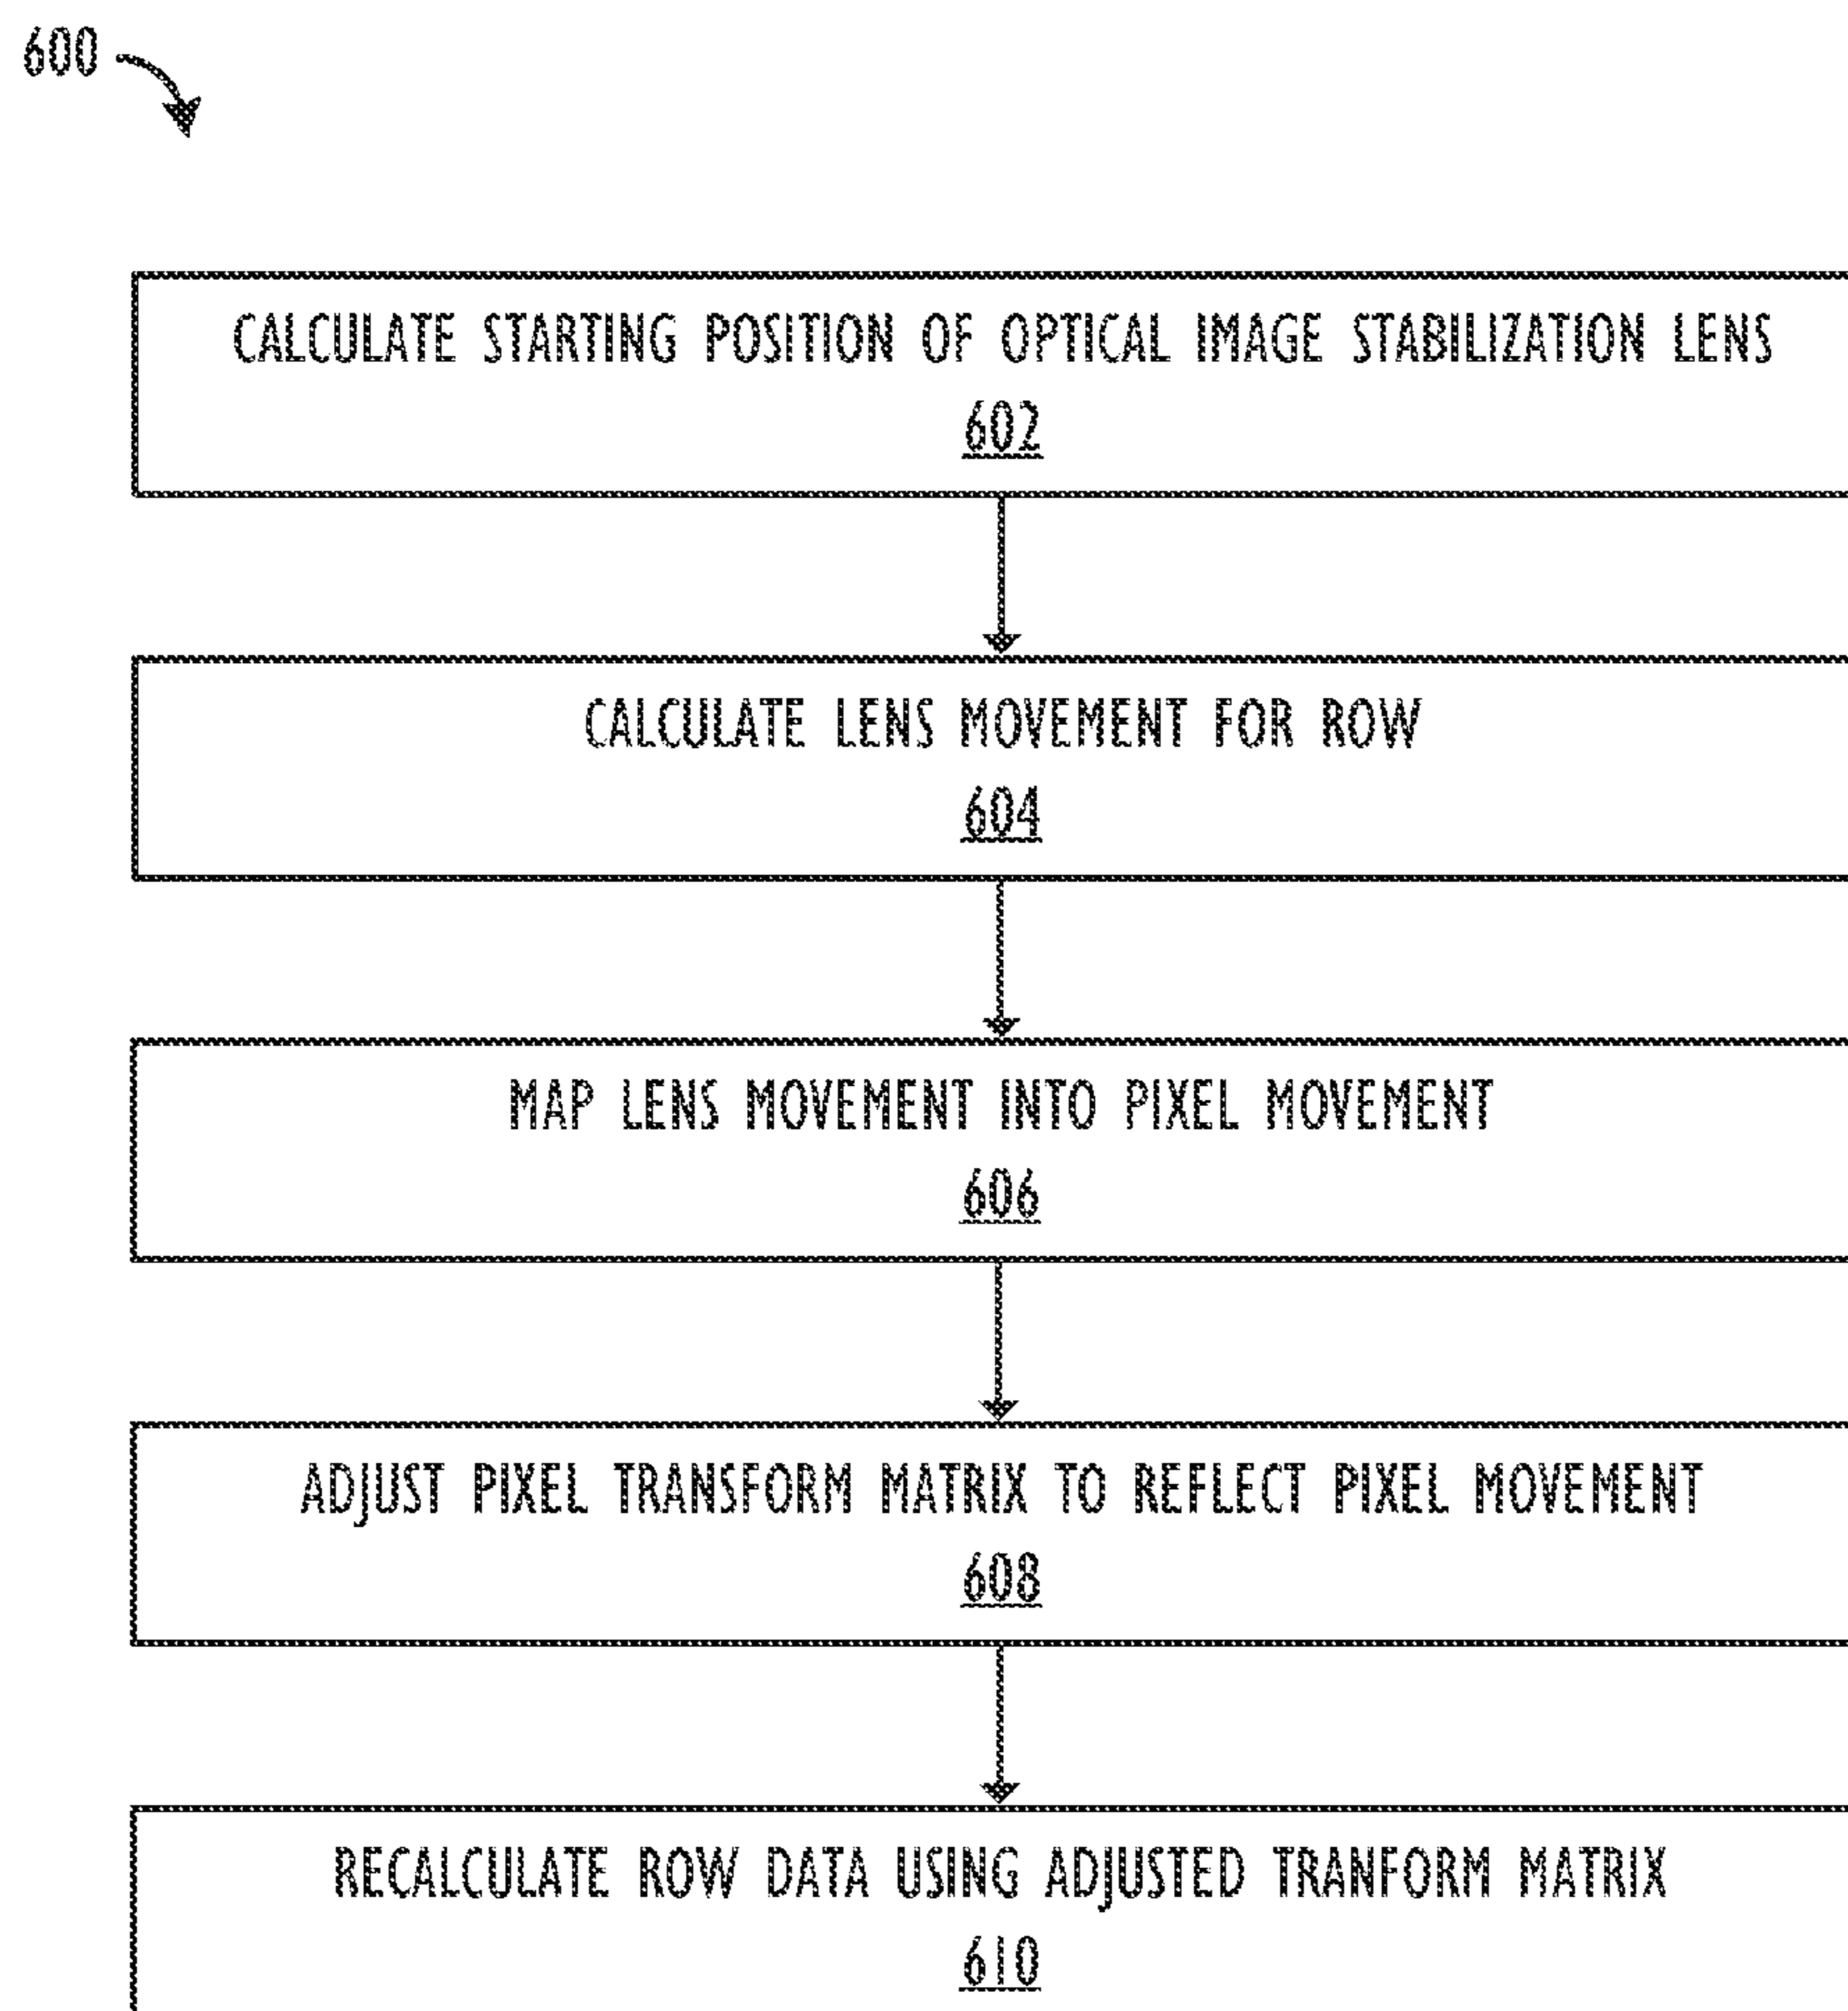 600
CALCULATE STARTING POSITION OF OPTICAL IMAGE STABILIZATION LENS
602
CALCULATE LENS MOVEMENT FOR ROW
604
MAP LENS MOVEMENT INTO PIXEL MOVEMENT
606
ADJUST PIXEL TRANSFORM MATRIX TO REFLECT PIXEL MOVEMENT
608
RECALCULATE ROW DATA USING ADJUSTED TRANFORM MATRIX
610